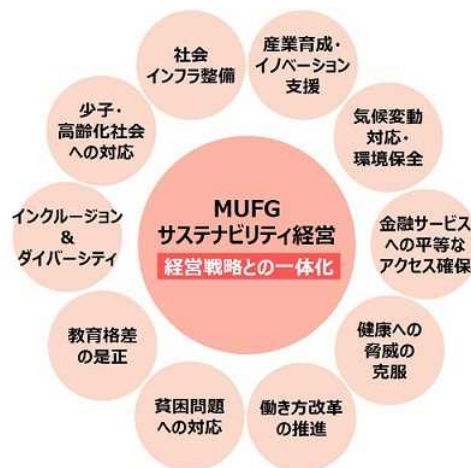 MUFG
サステナビリティ経営
経営戦略との一体化
社会
インフラ整備
産業育成・
イノベーション
支援
気候変動
対応・
環境保全
金融サービス
への平等な
アクセス確保
健康への
脅威の
克服
働き方改革
の推進
貧困問題
への対応
教育格差
の是正
インクルージョン
&
ダイバーシティ
少子・
高齢化社会
への対応